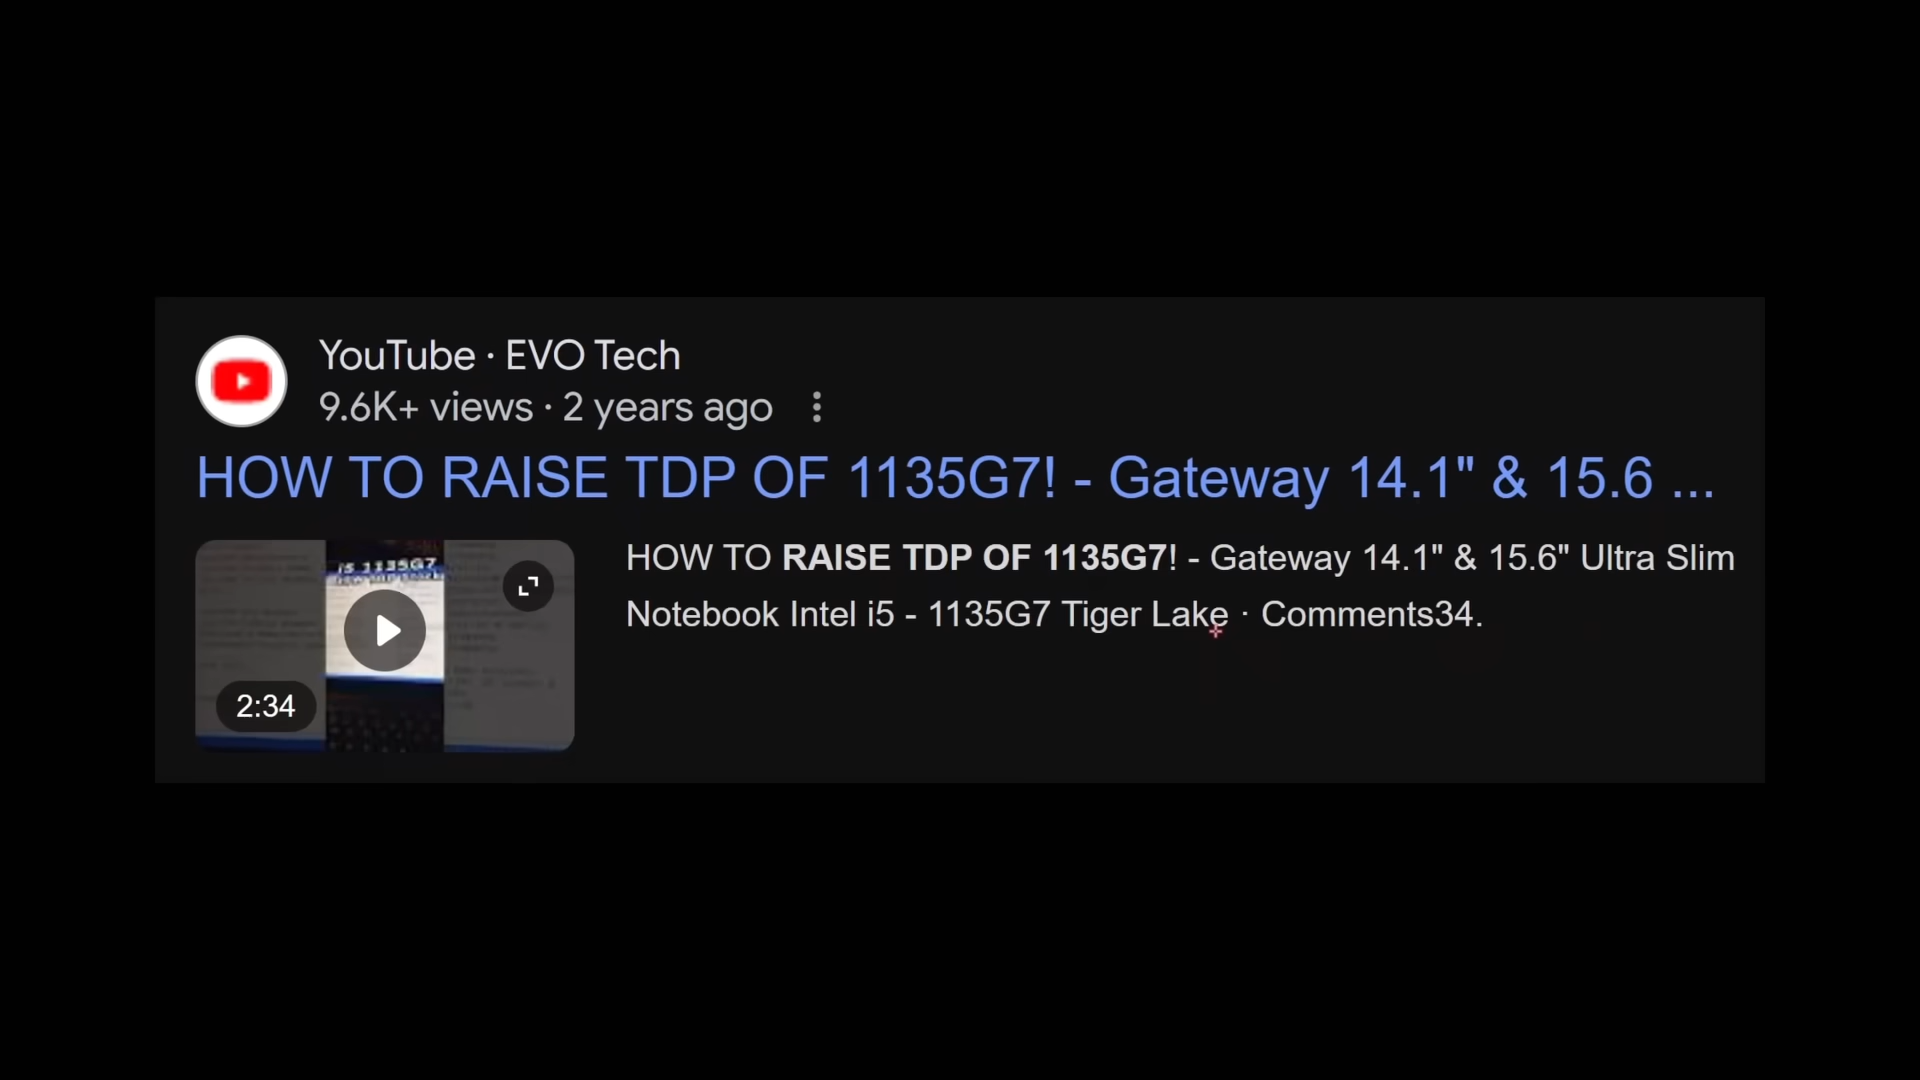 YouTube · EVO Tech
9.6K+ views · 2 years ago
HOW TO RAISE TDP OF 1135G7! - Gateway 14.1" & 15.6 ...
i5 1135G7
2:34
HOW TO RAISE TDP OF 1135G7! - Gateway 14.1" & 15.6" Ultra Slim
Notebook Intel i5 - 1135G7 Tiger Lake · Comments34.